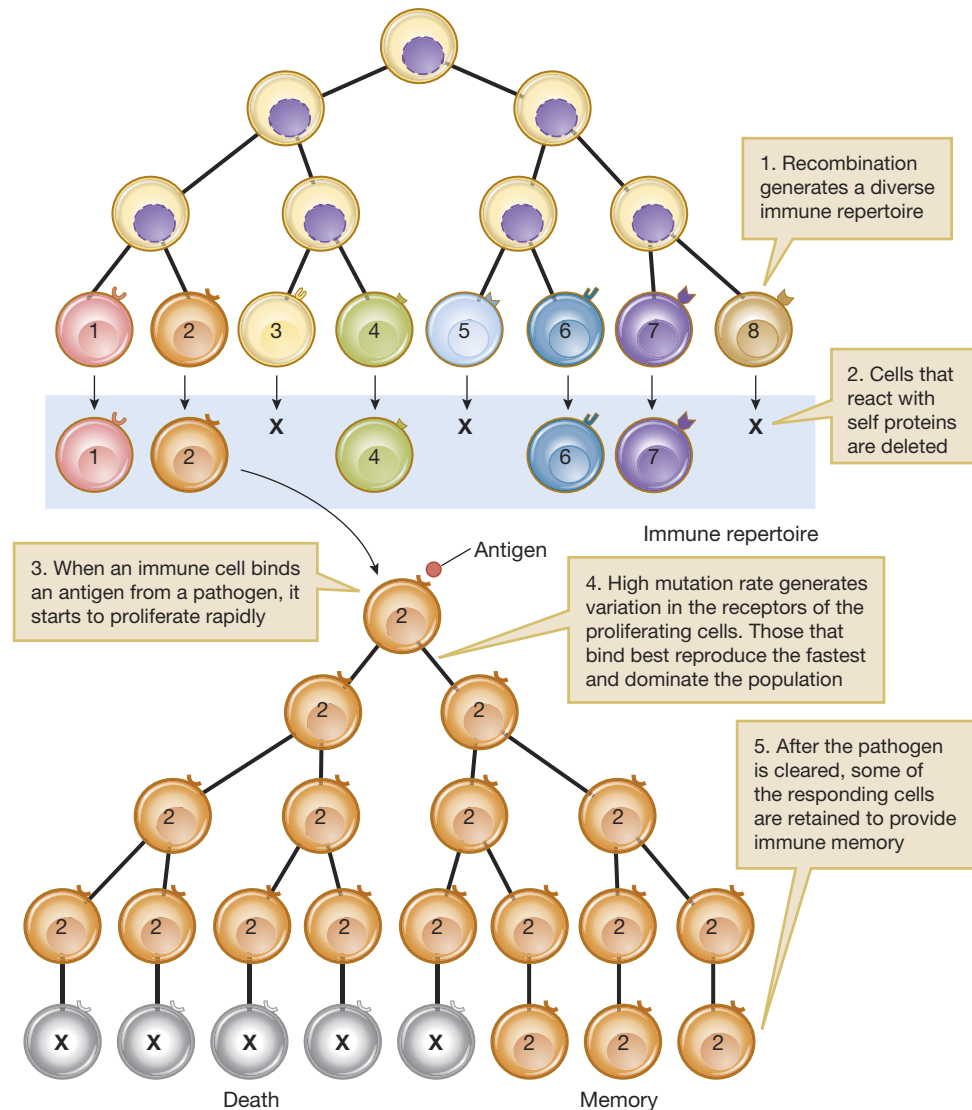 1. Recombination
generates a diverse
immune repertoire
1 2 3 4 5 6 7 8
2. Cells that
react with
self proteins
are deleted
X X X
1 2 4 6 7
Immune repertoire
3. When an immune cell binds
an antigen from a pathogen, it
starts to proliferate rapidly
Antigen
2
4. High mutation rate generates
variation in the receptors of the
proliferating cells. Those that
bind best reproduce the fastest
and dominate the population
2 2
5. After the pathogen
is cleared, some of
the responding cells
are retained to provide
immune memory
2 2 2 2
2 2 2 2 2 2 2 2
X X X X X 2 2 2
Death Memory